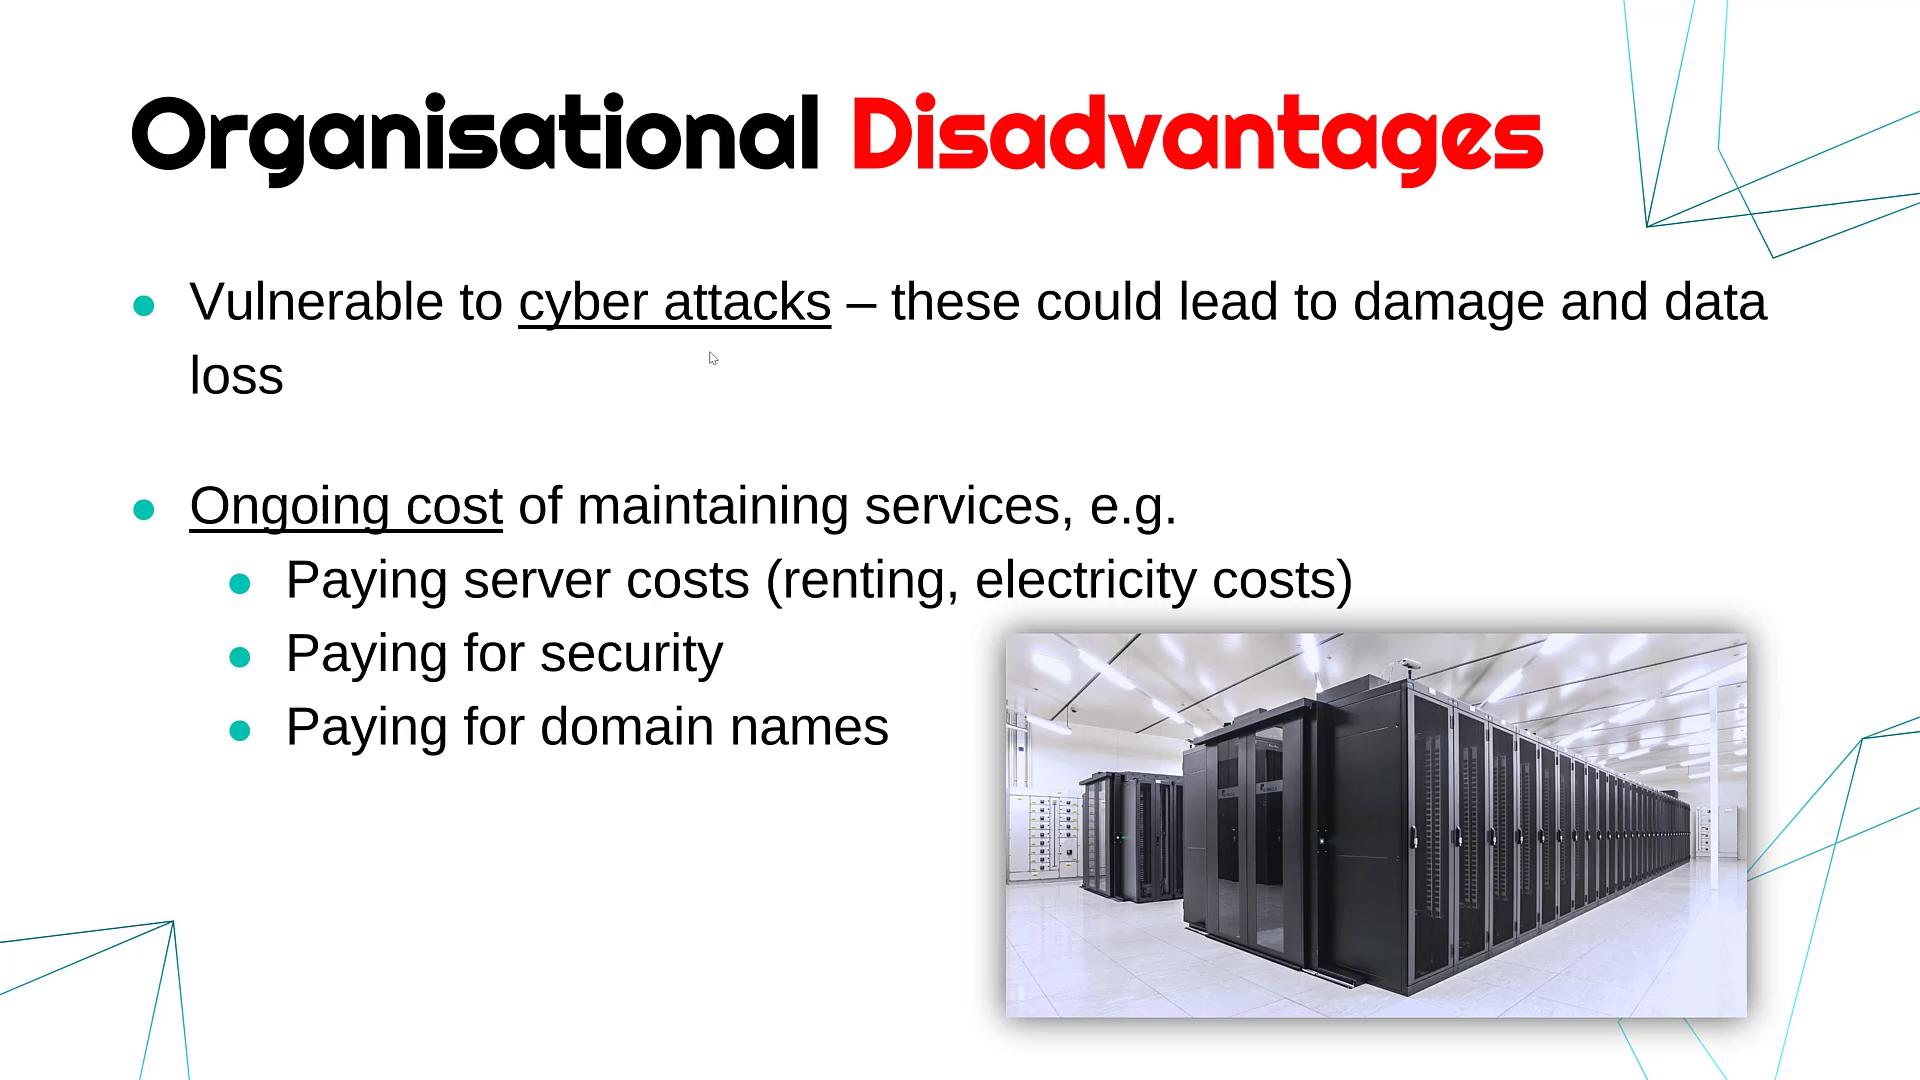 Organisational Disadvantages
Vulnerable to cyber attacks – these could lead to damage and data
loss
Ongoing cost of maintaining services, e.g.
Paying server costs (renting, electricity costs)
Paying for security
Paying for domain names